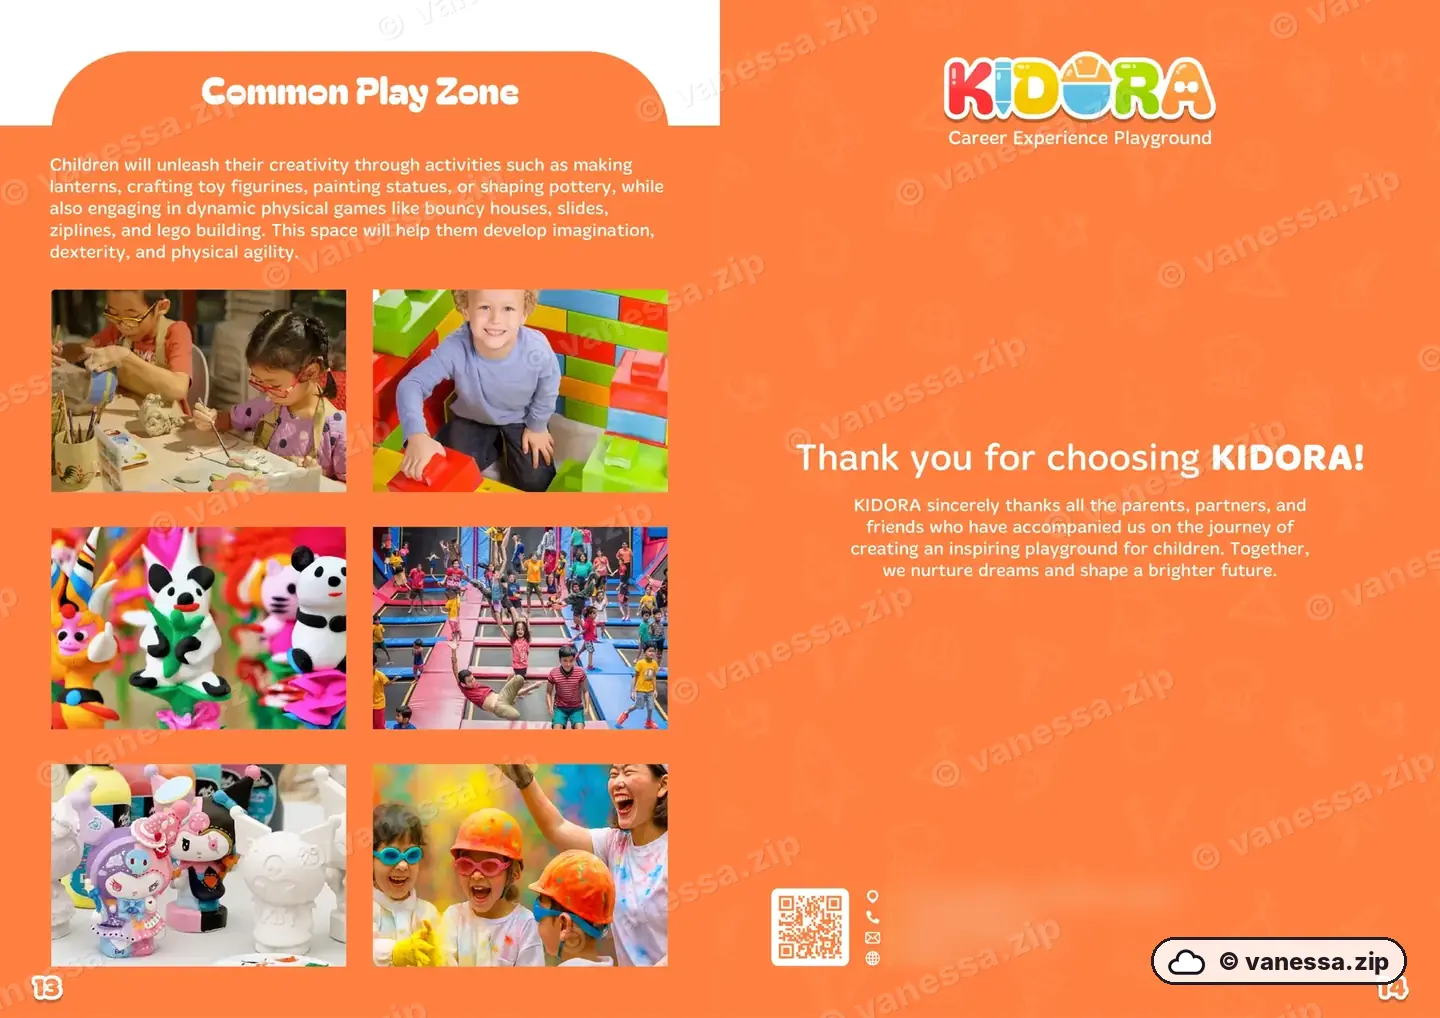 Common Play Zone
Children will unleash their creativity through activities such as making
lanterns, crafting toy figurines, painting statues, or shaping pottery, while
also engaging in dynamic physical games like bouncy houses, slides,
ziplines, and lego building. This space will help them develop imagination,
dexterity, and physical agility.
13
KIDORA
Career Experience Playground
Thank you for choosing KIDORA!
KIDORA sincerely thanks all the parents, partners, and
friends who have accompanied us on the journey of
creating an inspiring playground for children. Together,
we nurture dreams and shape a brighter future.
© vanessa.zip
14